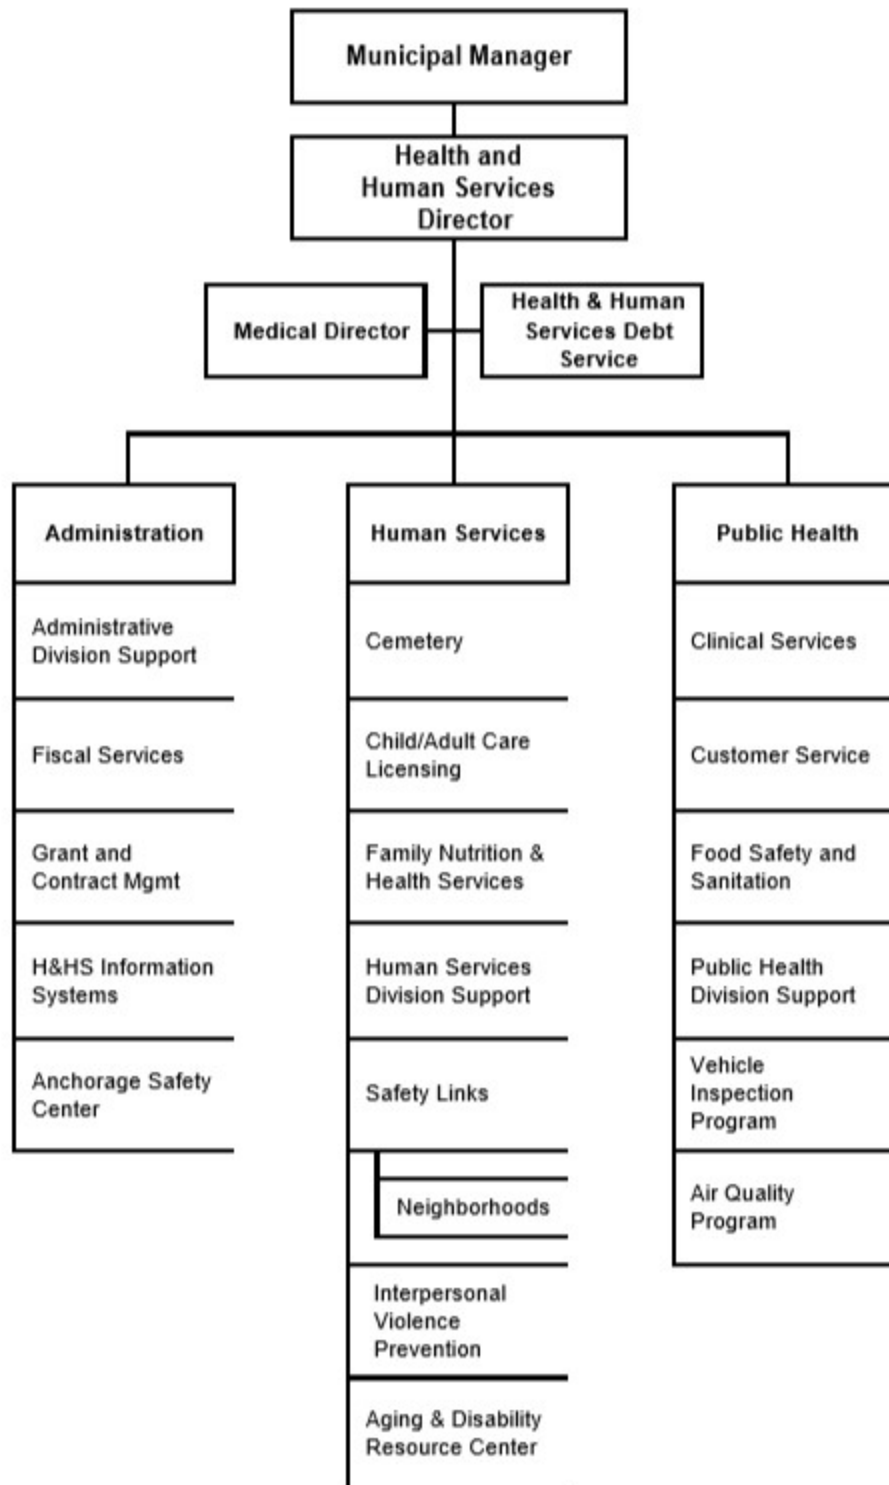 Municipal Manager
Health and
Human Services
Director
Medical Director
Health & Human
Services Debt
Service
Administration
Administrative
Division Support
Fiscal Services
Grant and
Contract Mgmt
H&HS Information
Systems
Anchorage Safety
Center
Human Services
Cemetery
Child/Adult Care
Licensing
Family Nutrition &
Health Services
Human Services
Division Support
Safety Links
Neighborhoods
Interpersonal
Violence
Prevention
Aging & Disability
Resource Center
Public Health
Clinical Services
Customer Service
Food Safety and
Sanitation
Public Health
Division Support
Vehicle
Inspection
Program
Air Quality
Program